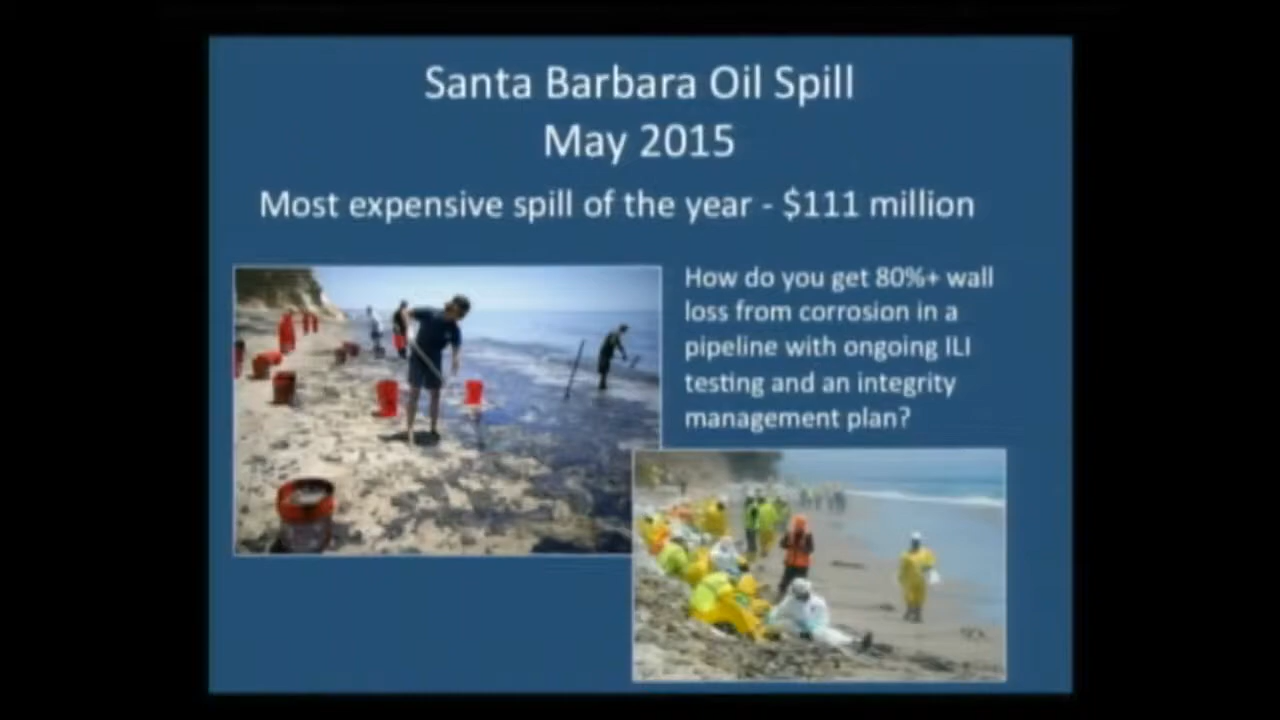 Santa Barbara Oil Spill
May 2015
Most expensive spill of the year - $111 million
How do you get 80%+ wall
loss from corrosion in a
pipeline with ongoing ILI
testing and an integrity
management plan?